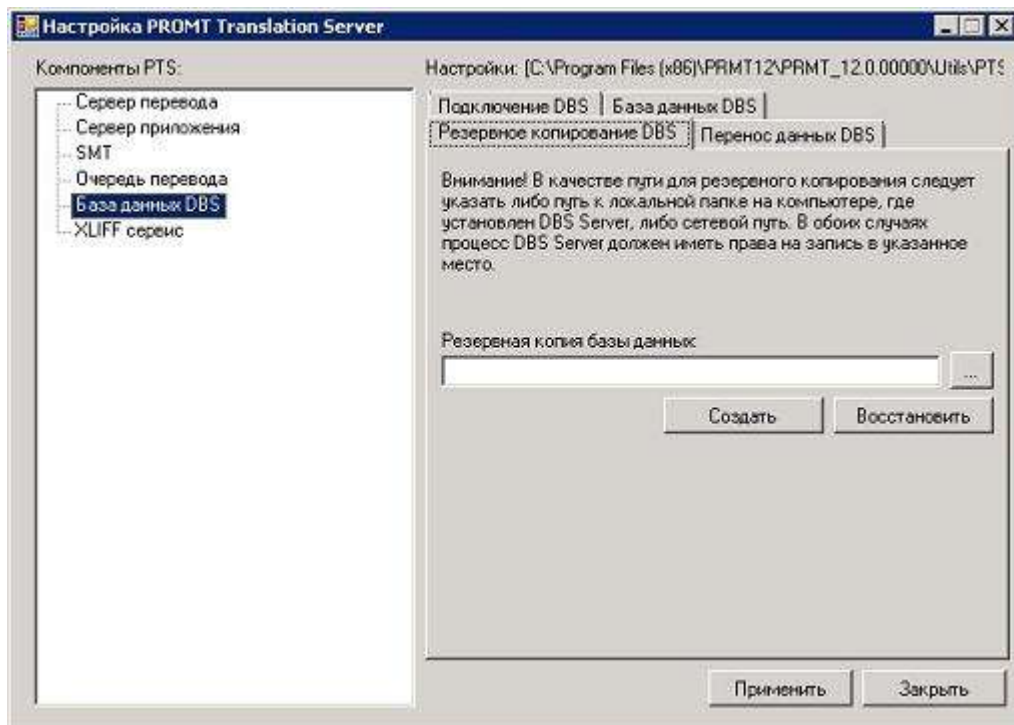 Настройка PROMT Translation Server
Компоненты PTS:
Сервер перевода
Сервер приложения
SMT
Очередь перевода
База данных DBS
XLIFF сервис
Настройки: [C:\Program Files (x86)\PRMT12\PRMT_12.0.00000\Utils\PTS
Подключение DBS
База данных DBS
Резервное копирование DBS
Перенос данных DBS
Внимание! В качестве пути для резервного копирования следует
указать либо путь к локальной папке на компьютере, где
установлен DBS Server, либо сетевой путь. В обоих случаях
процесс DBS Server должен иметь права на запись в указанное
место.
Резервная копия базы данных:
...
Создать
Восстановить
Применить
Закрыть